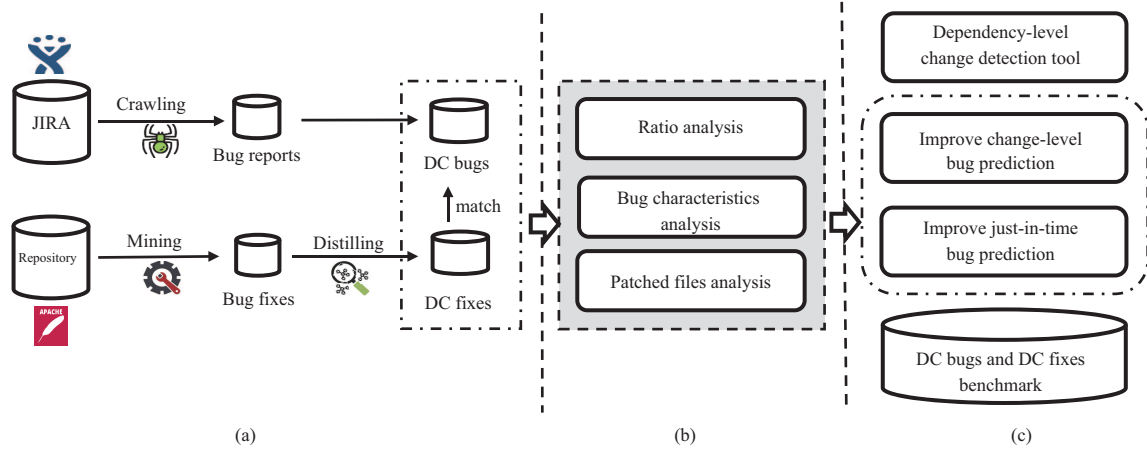 JIRA
Crawling
Bug reports
DC bugs
match
Repository
Mining
Bug fixes
Distilling
DC fixes
APACHE
(a)
Ratio analysis
Bug characteristics
analysis
Patched files analysis
(b)
Dependency-level
change detection tool
Improve change-level
bug prediction
Improve just-in-time
bug prediction
DC bugs and DC fixes
benchmark
(c)